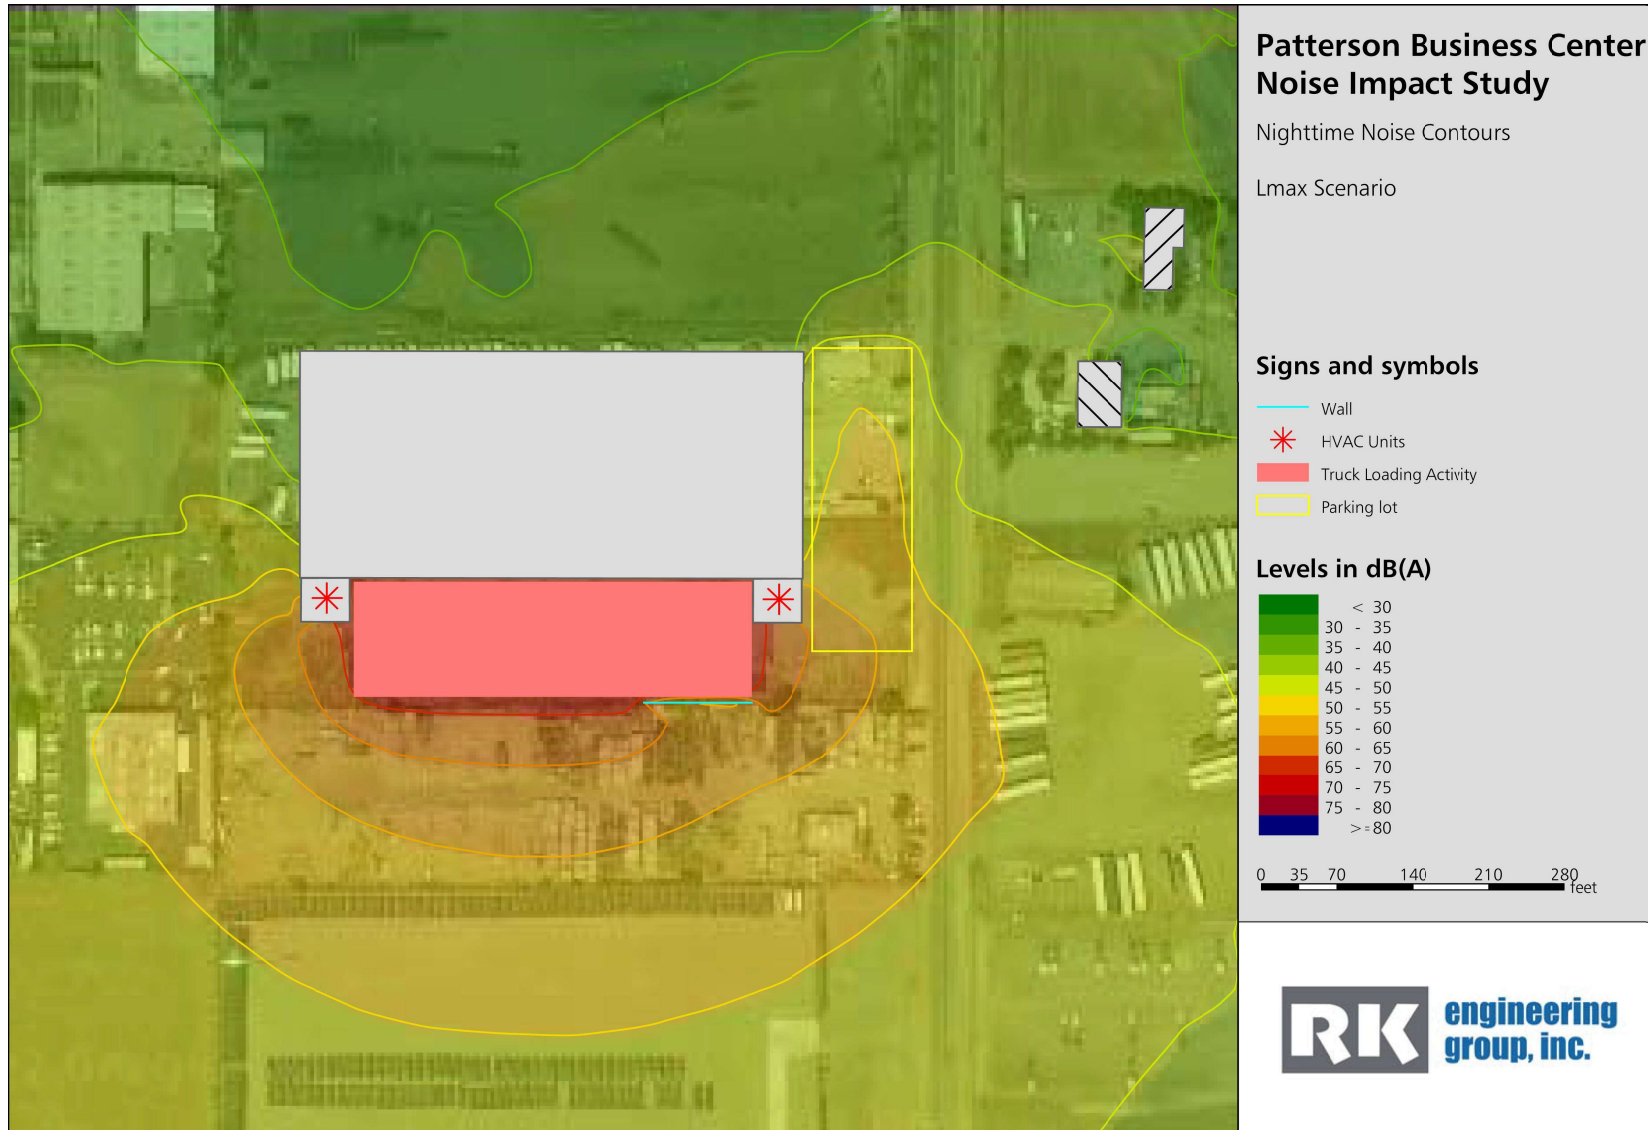 Patterson Business Center
Noise Impact Study
Nighttime Noise Contours
Lmax Scenario
Signs and symbols
Wall
HVAC Units
Truck Loading Activity
Parking lot
Levels in dB(A)
< 30
30 - 35
35 - 40
40 - 45
45 - 50
50 - 55
55 - 60
60 - 65
65 - 70
70 - 75
75 - 80
>=80
0 35 70 140 210 280
feet
RK engineering
group, inc.